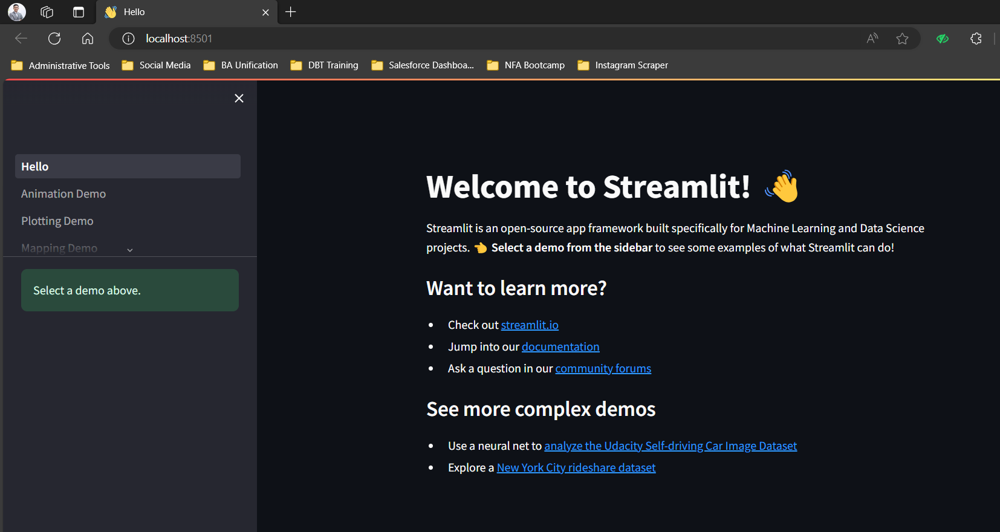 Hello
localhost:8501
Administrative Tools Social Media BA Unification DBT Training Salesforce Dashboa... NFA Bootcamp Instagram Scraper
Hello
Animation Demo
Plotting Demo
Mapping Demo
Select a demo above.
Welcome to Streamlit! 👋
Streamlit is an open-source app framework built specifically for Machine Learning and Data Science
projects. 👈 Select a demo from the sidebar to see some examples of what Streamlit can do!
Want to learn more?
• Check out streamlit.io
• Jump into our documentation
• Ask a question in our community forums
See more complex demos
• Use a neural net to analyze the Udacity Self-driving Car Image Dataset
• Explore a New York City rideshare dataset